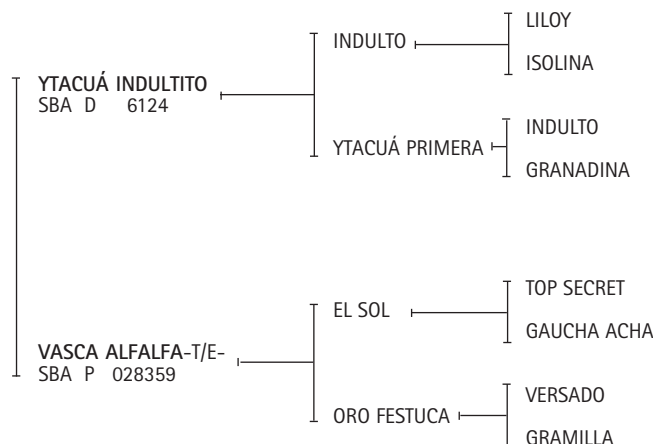 LILOY
INDULTO
ISOLINA
YTACUÁ INDULTITO
SBA D 6124
INDULTO
YTACUÁ PRIMERA
GRANADINA
TOP SECRET
EL SOL
GAUCHA ACHA
VASCA ALFALFA-T/E-
SBA P 028359
VERSADO
ORO FESTUCA
GRAMILLA